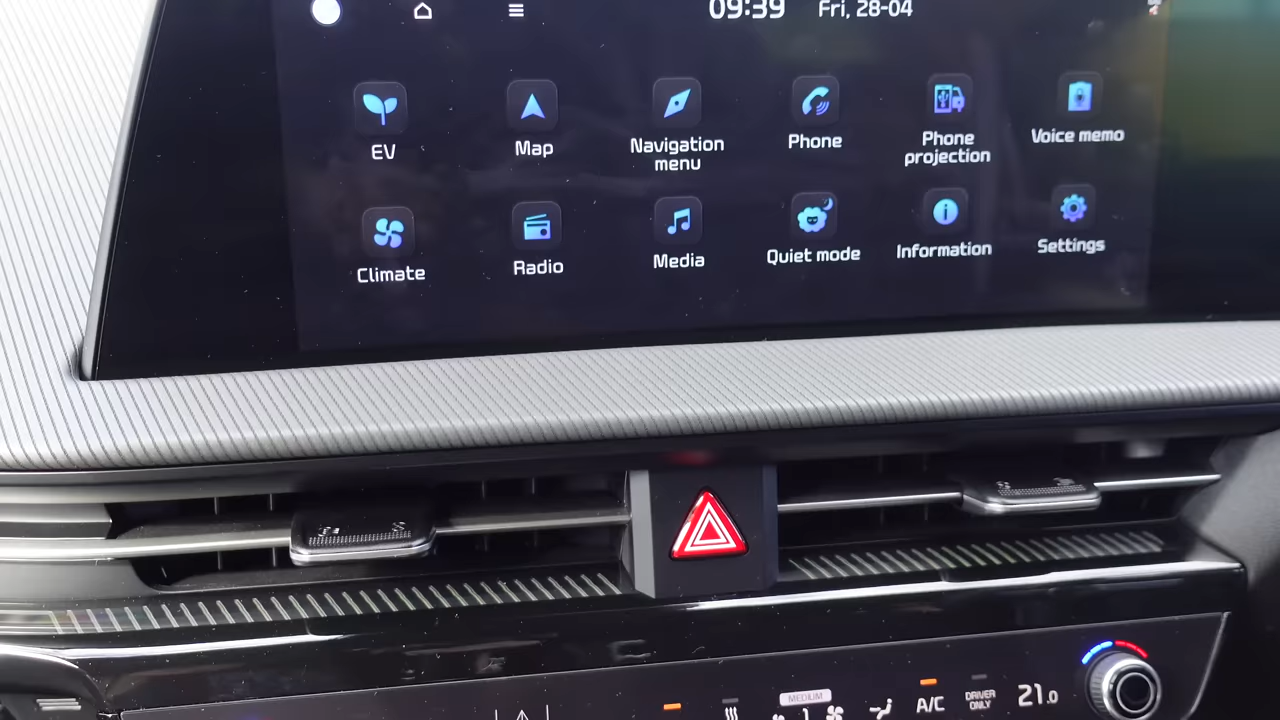 09:39 Fri, 28-04
EV
Map
Navigation
menu
Phone
Phone
projection
Voice memo
Climate
Radio
Media
Quiet mode
Information
Settings
MEDIUM
A/C
DRIVER
ONLY
21.0